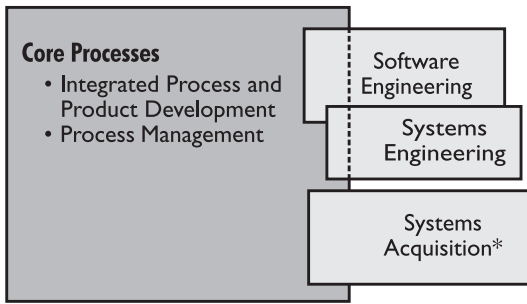 Core Processes
• Integrated Process and
Product Development
• Process Management
Software
Engineering
Systems
Engineering
Systems
Acquisition*